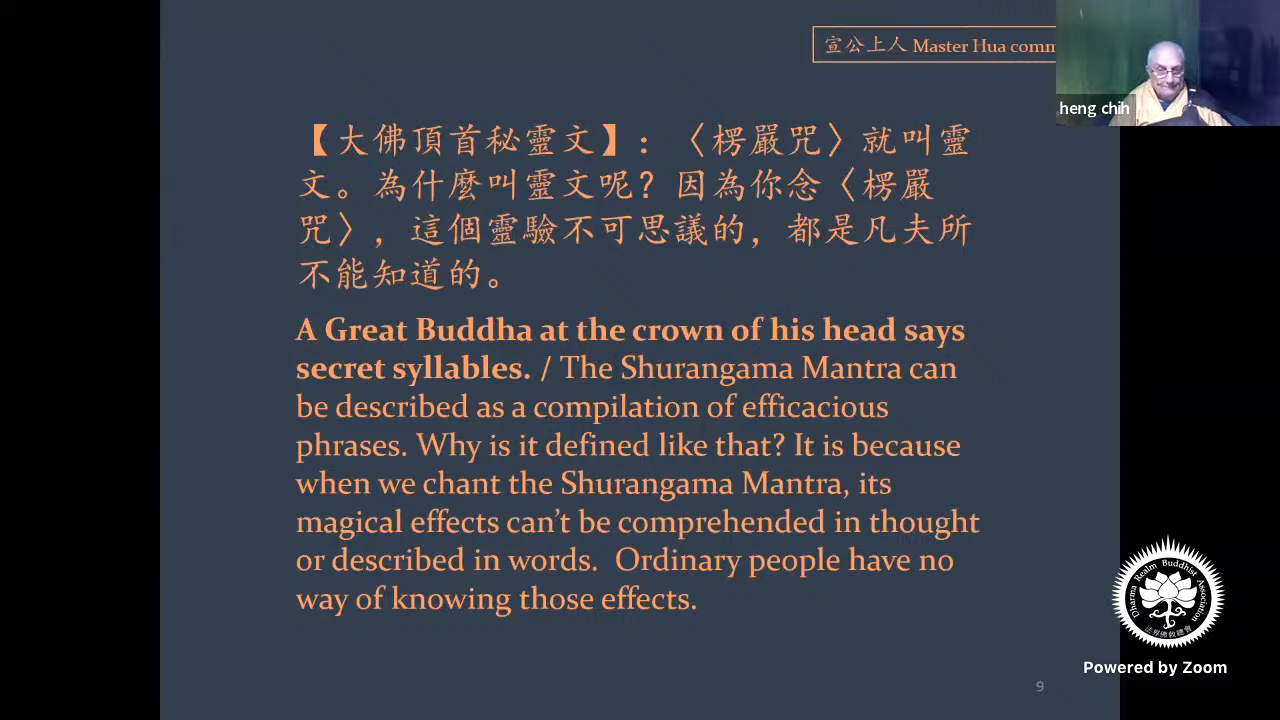 宣公上人 Master Hua comm
heng chih
【大佛頂首秘靈文】：〈楞嚴咒〉就叫靈
文。為什麼叫靈文呢？因為你念〈楞嚴
咒〉，這個靈驗不可思議的，都是凡夫所
不能知道的。
A Great Buddha at the crown of his head says
secret syllables. / The Shurangama Mantra can
be described as a compilation of efficacious
phrases. Why is it defined like that? It is because
when we chant the Shurangama Mantra, its
magical effects can’t be comprehended in thought
or described in words.  Ordinary people have no
way of knowing those effects.
Dharma Realm Buddhist Association
法界佛教總會
Powered by Zoom
9